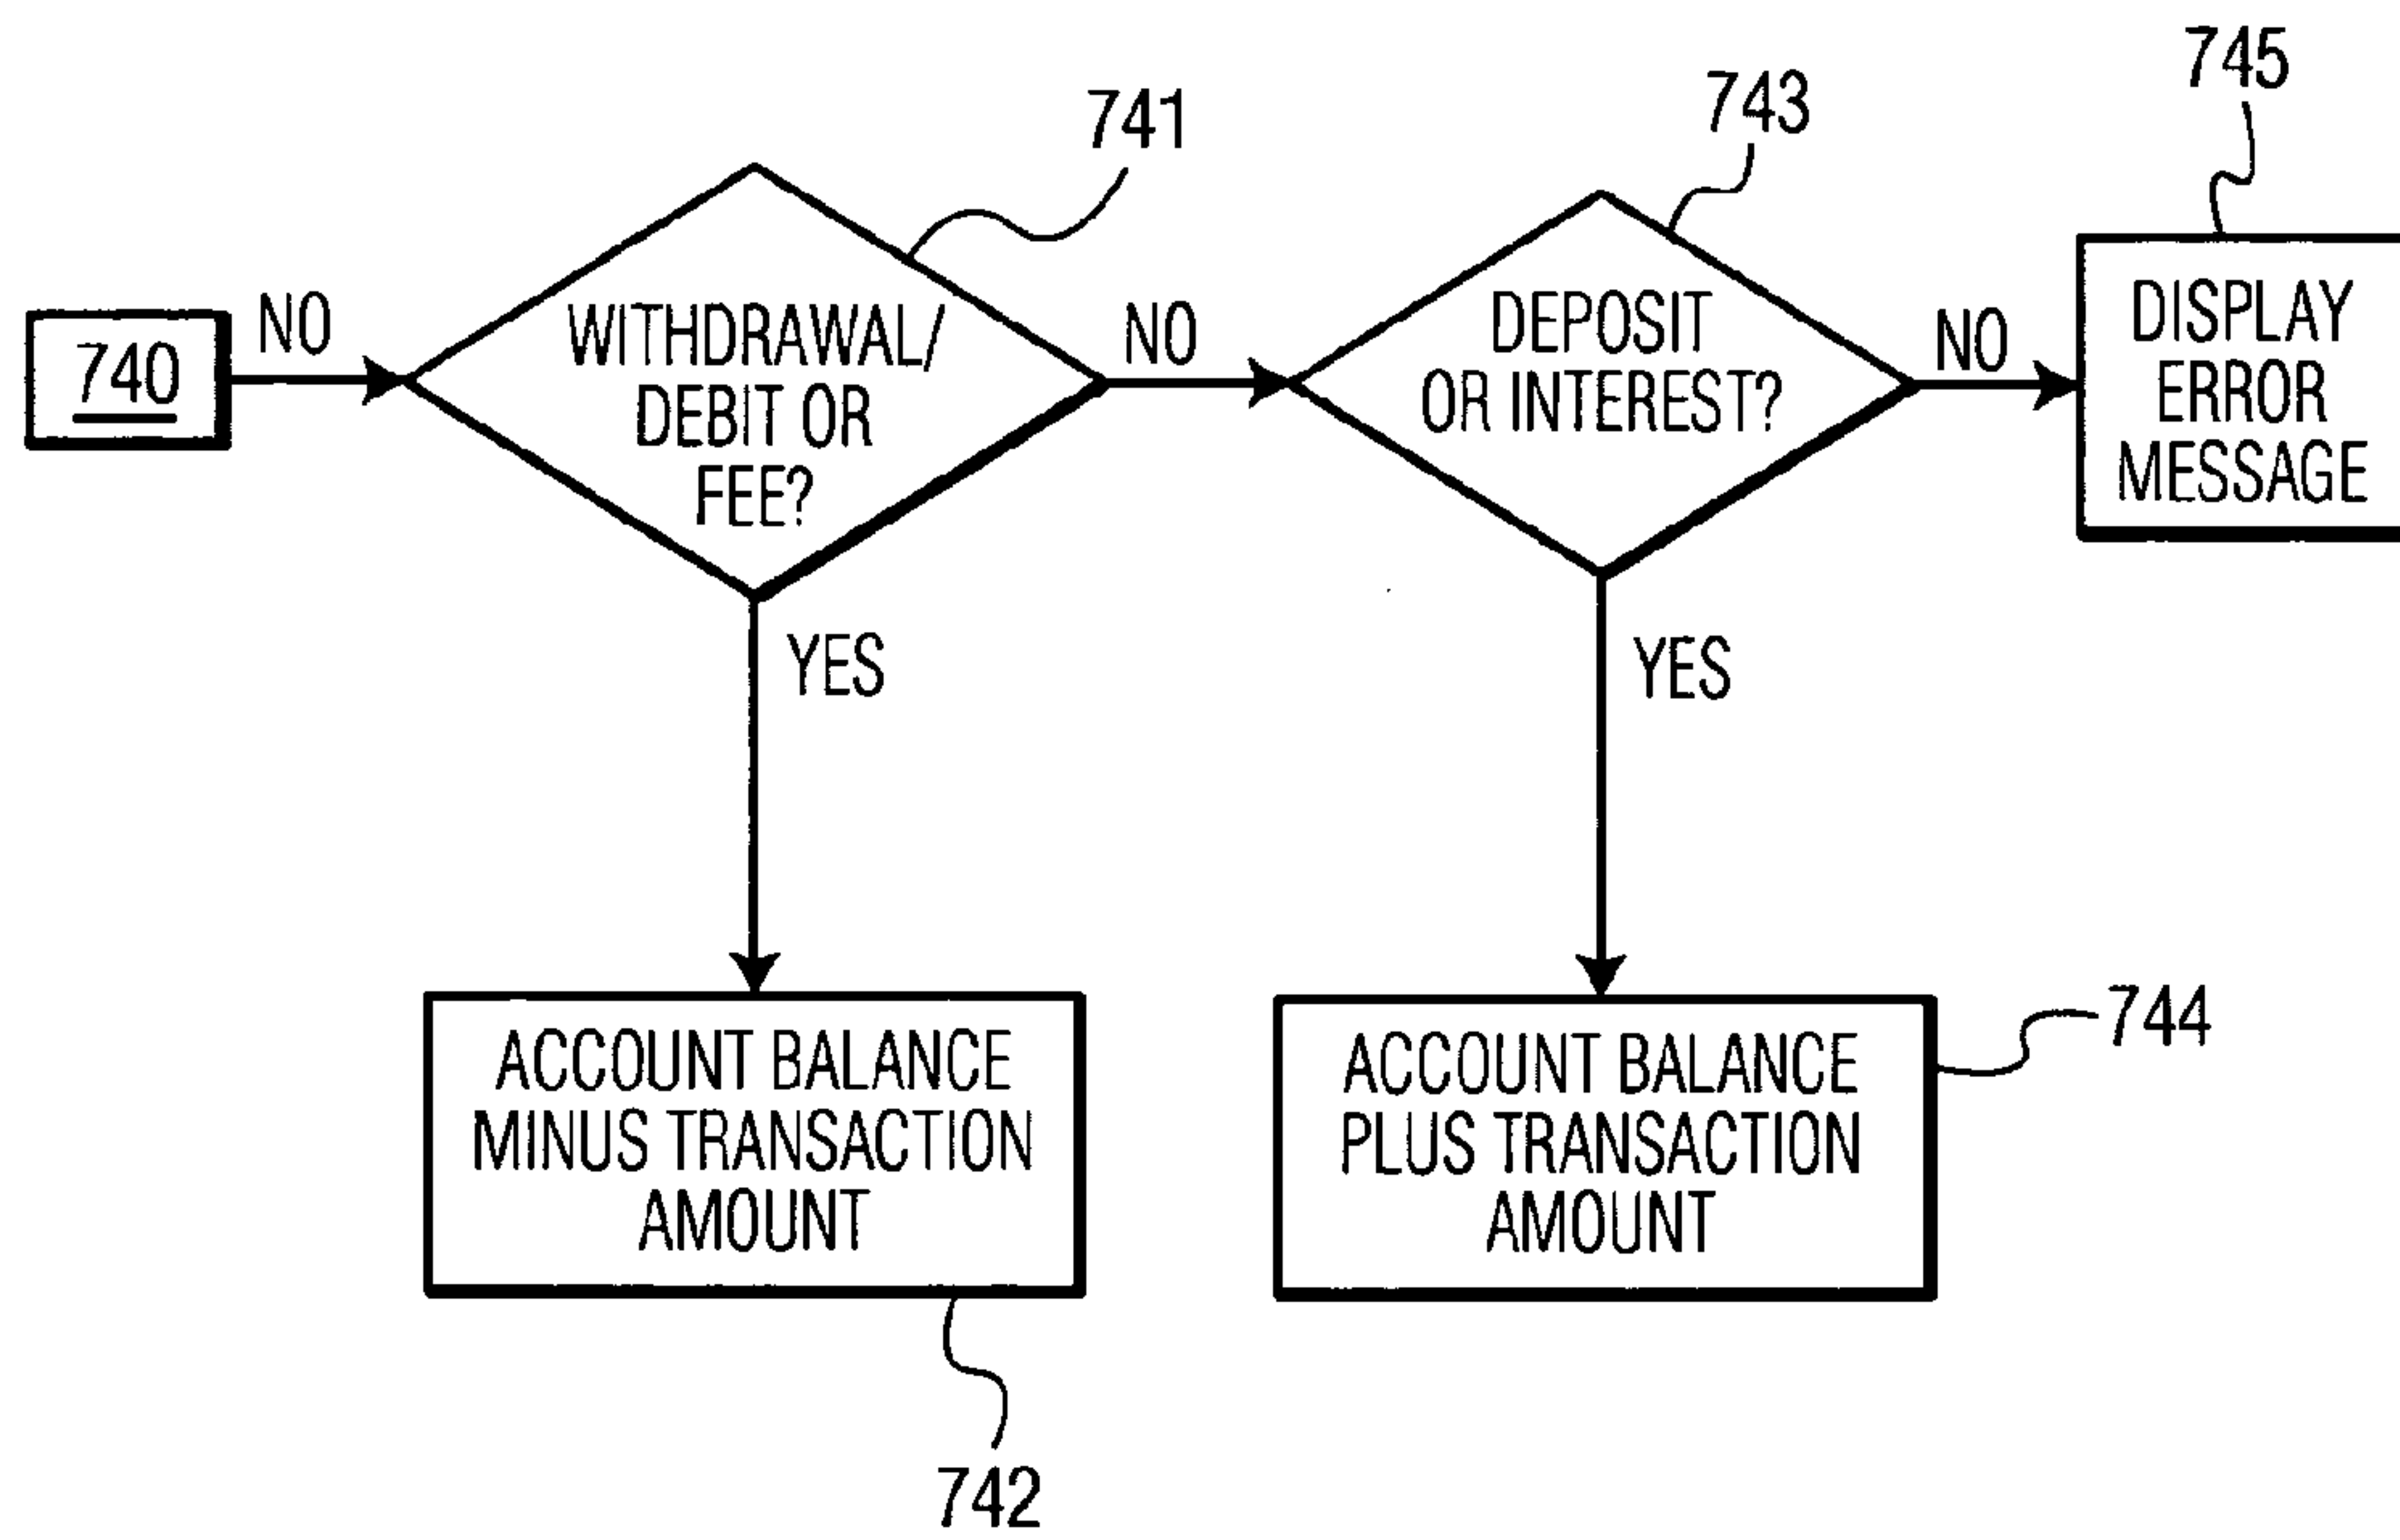 745
743
741
740
NO
WITHDRAWAL/
DEBIT OR
FEE?
NO
DEPOSIT
OR INTEREST?
NO
DISPLAY
ERROR
MESSAGE
YES
YES
ACCOUNT BALANCE
MINUS TRANSACTION
AMOUNT
ACCOUNT BALANCE
PLUS TRANSACTION
AMOUNT
744
742